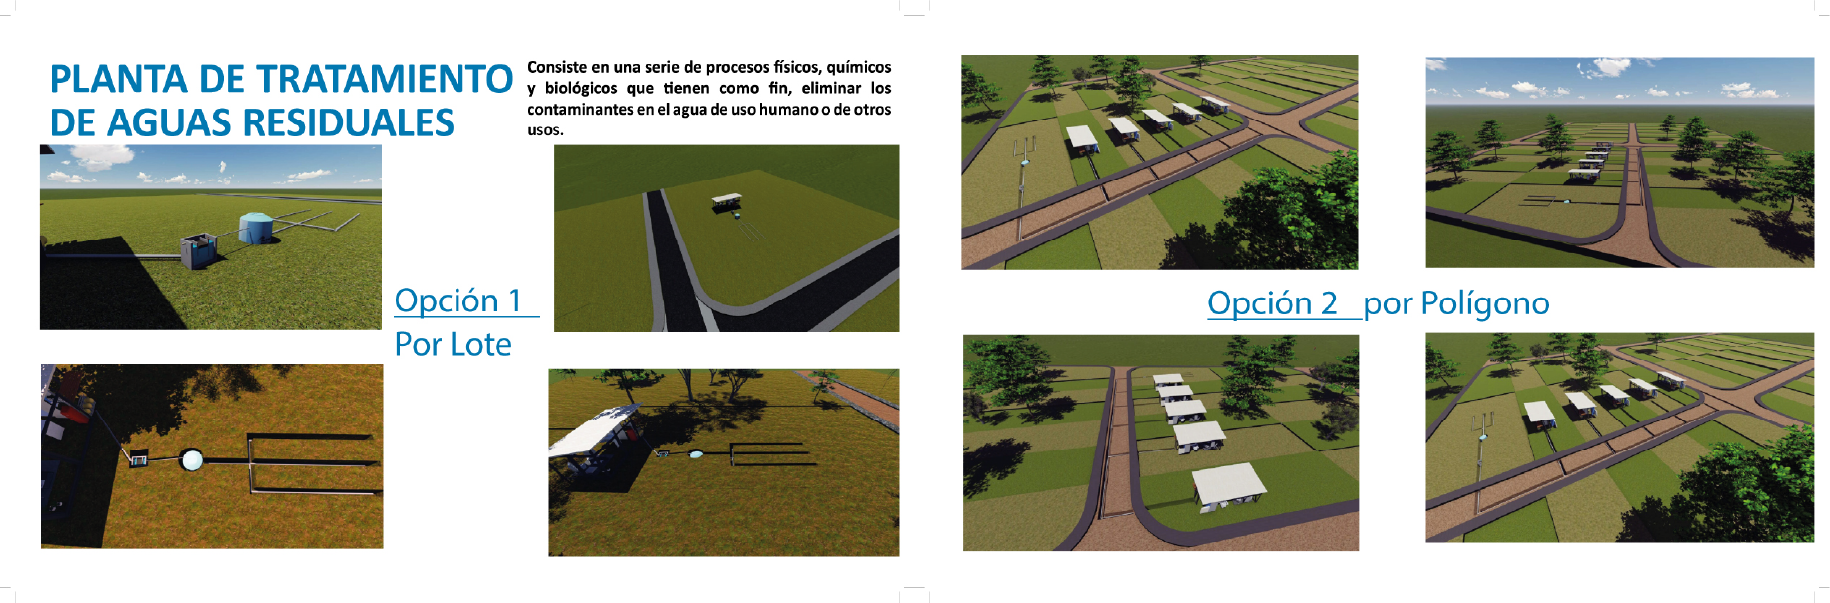 PLANTA DE TRATAMIENTO
DE AGUAS RESIDUALES
Consiste en una serie de procesos físicos, químicos
y biológicos que tienen como fin, eliminar los
contaminantes en el agua de uso humano o de otros
usos.
Opción 1
Por Lote
Opción 2 por Polígono